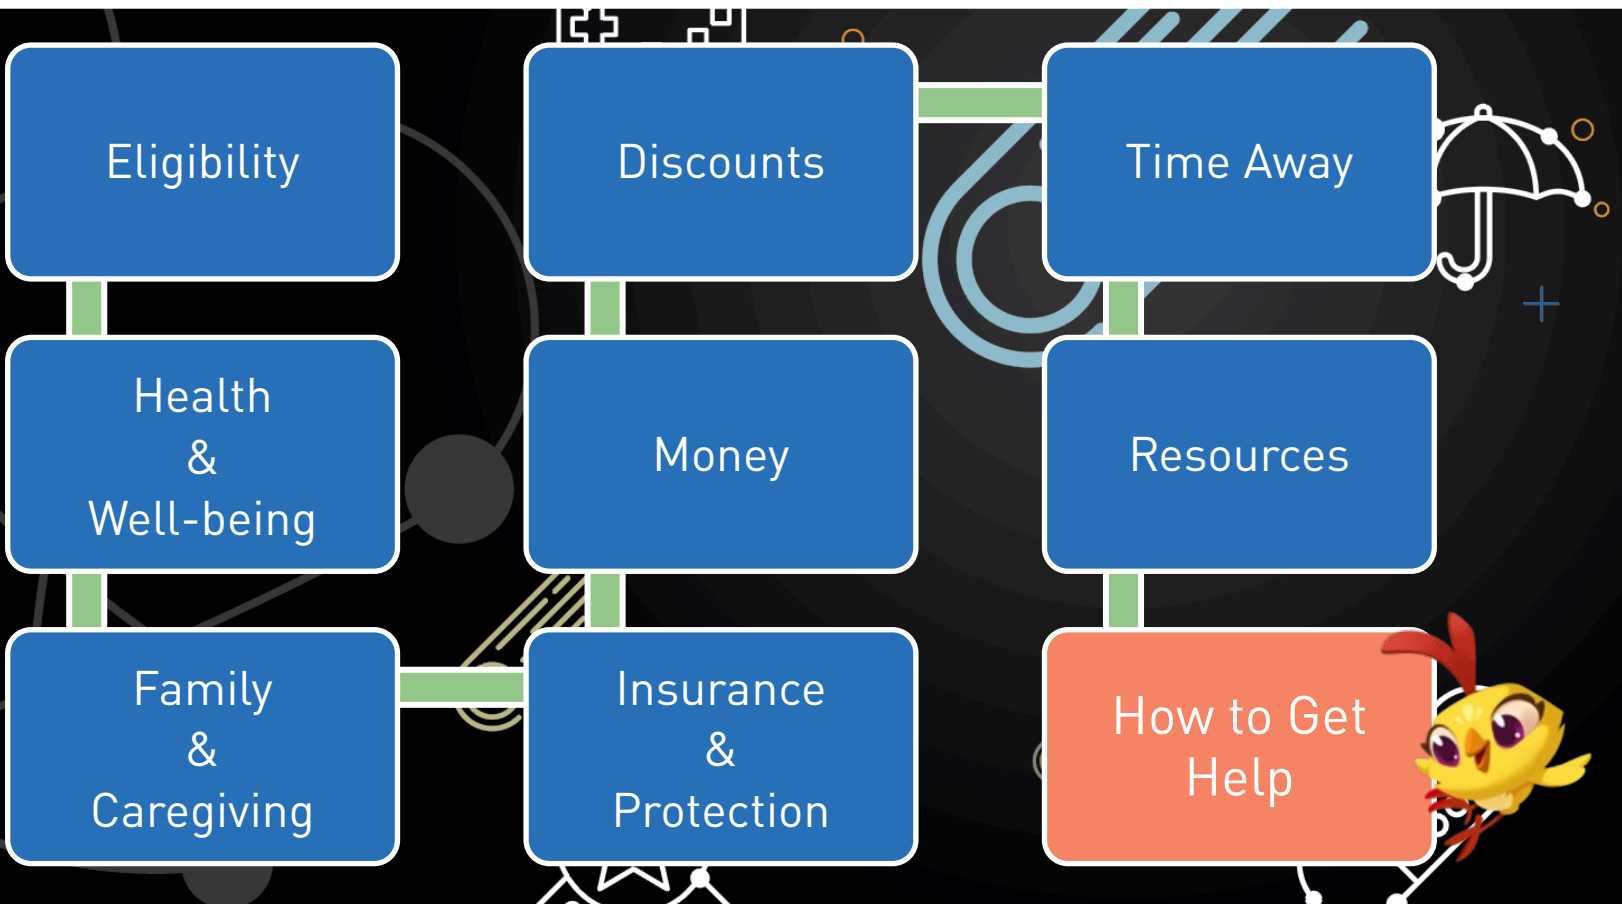 Eligibility
Health
&
Well-being
Family
&
Caregiving
Insurance
&
Protection
Money
Discounts
Time Away
Resources
How to Get
Help